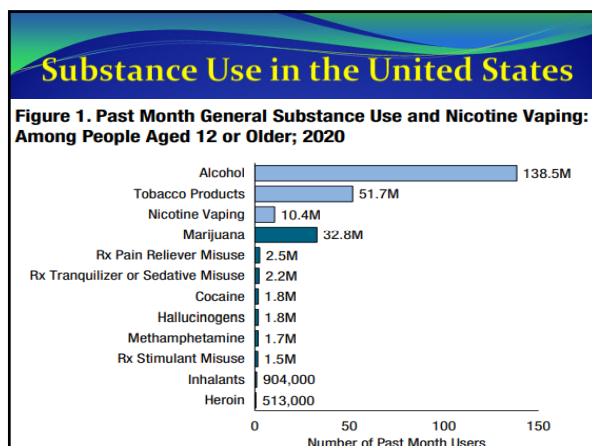 Substance Use in the United States
Figure 1. Past Month General Substance Use and Nicotine Vaping:
Among People Aged 12 or Older; 2020
Alcohol 138.5M
Tobacco Products 51.7M
Nicotine Vaping 10.4M
Marijuana 32.8M
Rx Pain Reliever Misuse 2.5M
Rx Tranquilizer or Sedative Misuse 2.2M
Cocaine 1.8M
Hallucinogens 1.8M
Methamphetamine 1.7M
Rx Stimulant Misuse 1.5M
Inhalants 904,000
Heroin 513,000
0 50 100 150
Number of Past Month Users